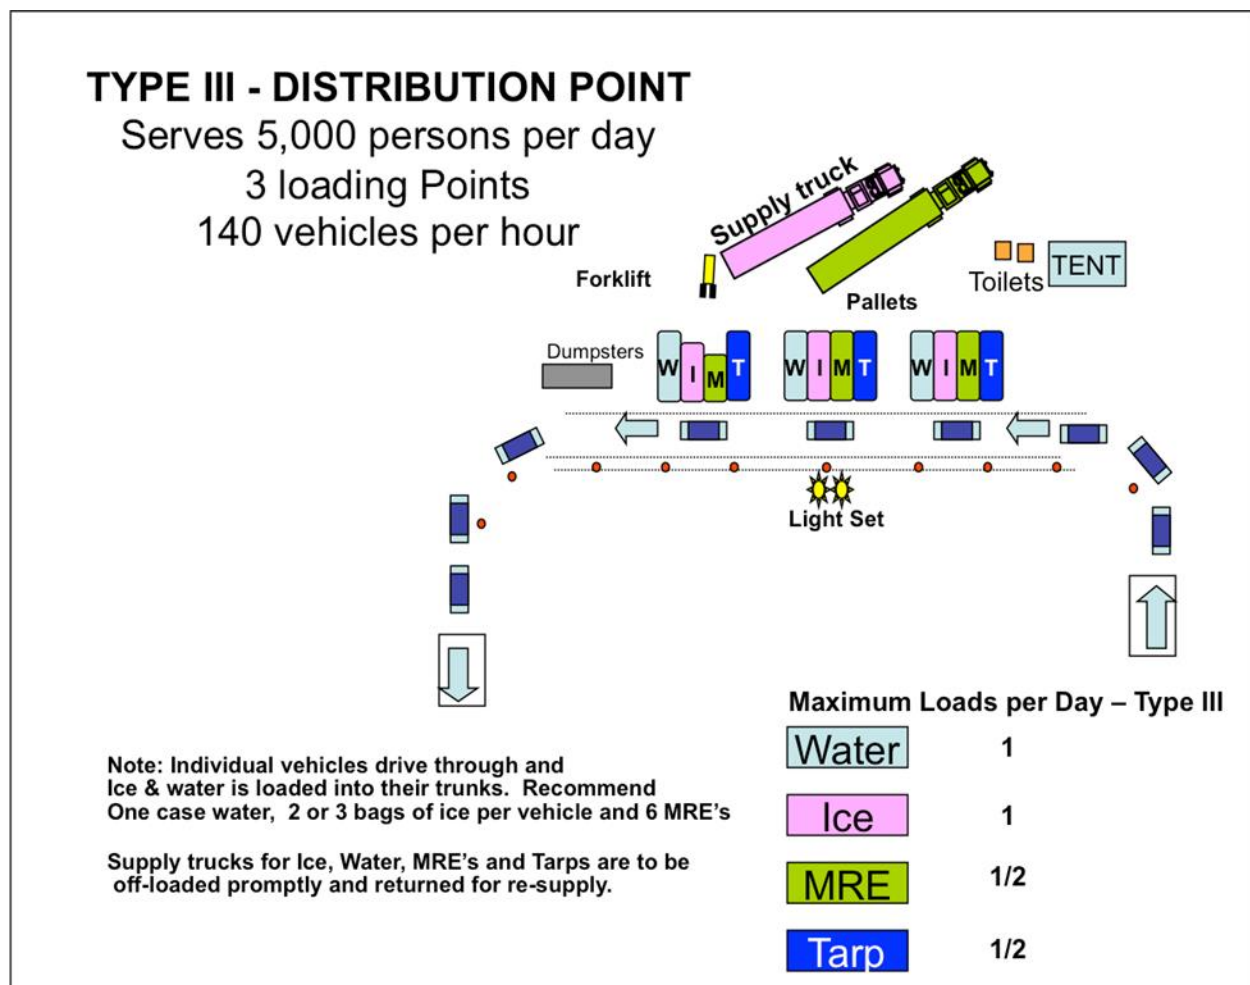 TYPE III - DISTRIBUTION POINT
Serves 5,000 persons per day
3 loading Points
140 vehicles per hour
Supply truck
Forklift
Pallets
Toilets
TENT
Dumpsters
W I M T
W I M T
W I M T
Light Set
Maximum Loads per Day – Type III
Water 1
Ice 1
MRE 1/2
Tarp 1/2
Note: Individual vehicles drive through and
Ice & water is loaded into their trunks. Recommend
One case water, 2 or 3 bags of ice per vehicle and 6 MRE's
Supply trucks for Ice, Water, MRE's and Tarps are to be
off-loaded promptly and returned for re-supply.